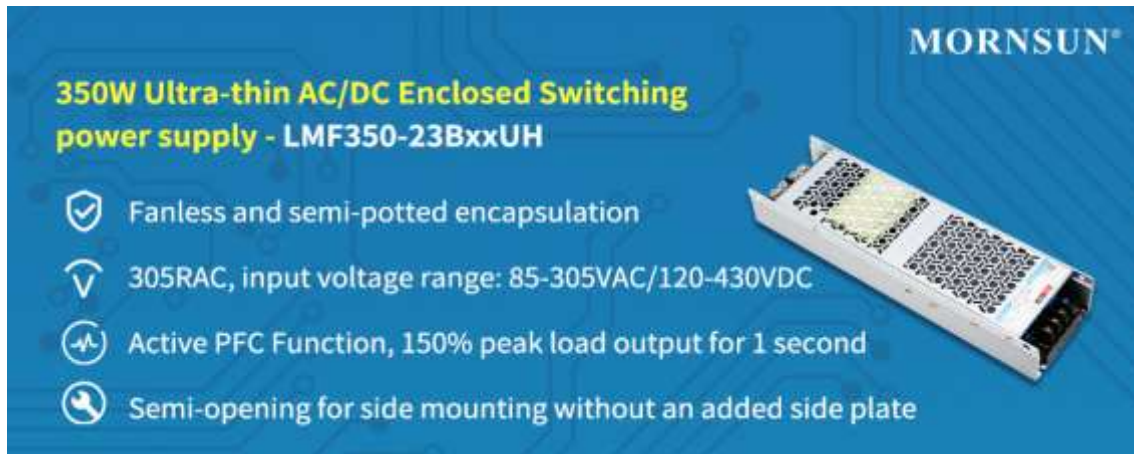 MORNSUN®
350W Ultra-thin AC/DC Enclosed Switching
power supply - LMF350-23BxxUH
Fanless and semi-potted encapsulation
305RAC, input voltage range: 85-305VAC/120-430VDC
Active PFC Function, 150% peak load output for 1 second
Semi-opening for side mounting without an added side plate